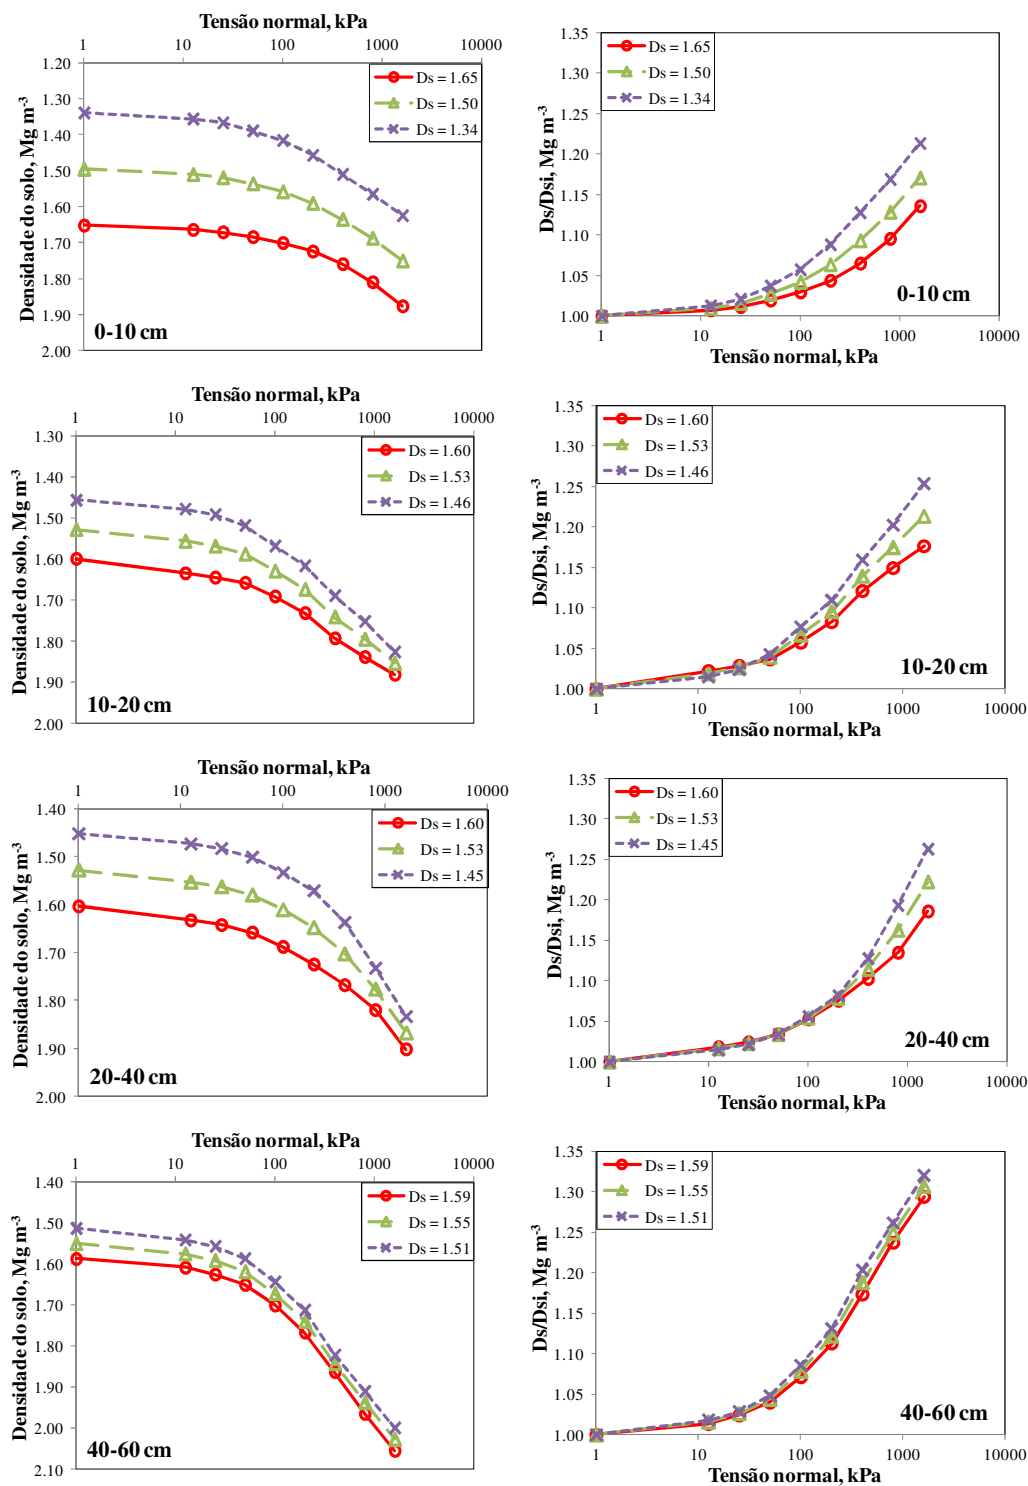 Tensão normal, kPa
1 10 100 1000 10000
1.20
1.30
1.40
1.50
1.60
1.70
1.80
1.90
2.00
Densidade do solo, Mg m-3
Ds = 1.65
Ds = 1.50
Ds = 1.34
0-10 cm
1.35
1.30
1.25
1.20
1.15
1.10
1.05
1.00
Ds/Dsi, Mg m-3
Ds = 1.65
Ds = 1.50
Ds = 1.34
0-10 cm
1 10 100 1000 10000
Tensão normal, kPa
Tensão normal, kPa
1 10 100 1000 10000
1.30
1.40
1.50
1.60
1.70
1.80
1.90
2.00
Densidade do solo, Mg m-3
Ds = 1.60
Ds = 1.53
Ds = 1.46
10-20 cm
1.35
1.30
1.25
1.20
1.15
1.10
1.05
1.00
Ds/Dsi, Mg m-3
Ds = 1.60
Ds = 1.53
Ds = 1.46
10-20 cm
1 10 100 1000 10000
Tensão normal, kPa
Tensão normal, kPa
1 10 100 1000 10000
1.40
1.50
1.60
1.70
1.80
1.90
2.00
Densidade do solo, Mg m-3
Ds = 1.60
Ds = 1.53
Ds = 1.45
20-40 cm
1.35
1.30
1.25
1.20
1.15
1.10
1.05
1.00
Ds/Dsi, Mg m-3
Ds = 1.60
Ds = 1.53
Ds = 1.45
20-40 cm
1 10 100 1000 10000
Tensão normal, kPa
Tensão normal, kPa
1 10 100 1000 10000
1.40
1.50
1.60
1.70
1.80
1.90
2.00
2.10
Densidade do solo, Mg m-3
Ds = 1.59
Ds = 1.55
Ds = 1.51
40-60 cm
1.35
1.30
1.25
1.20
1.15
1.10
1.05
1.00
Ds/Dsi, Mg m-3
Ds = 1.59
Ds = 1.55
Ds = 1.51
40-60 cm
1 10 100 1000 10000
Tensão normal, kPa